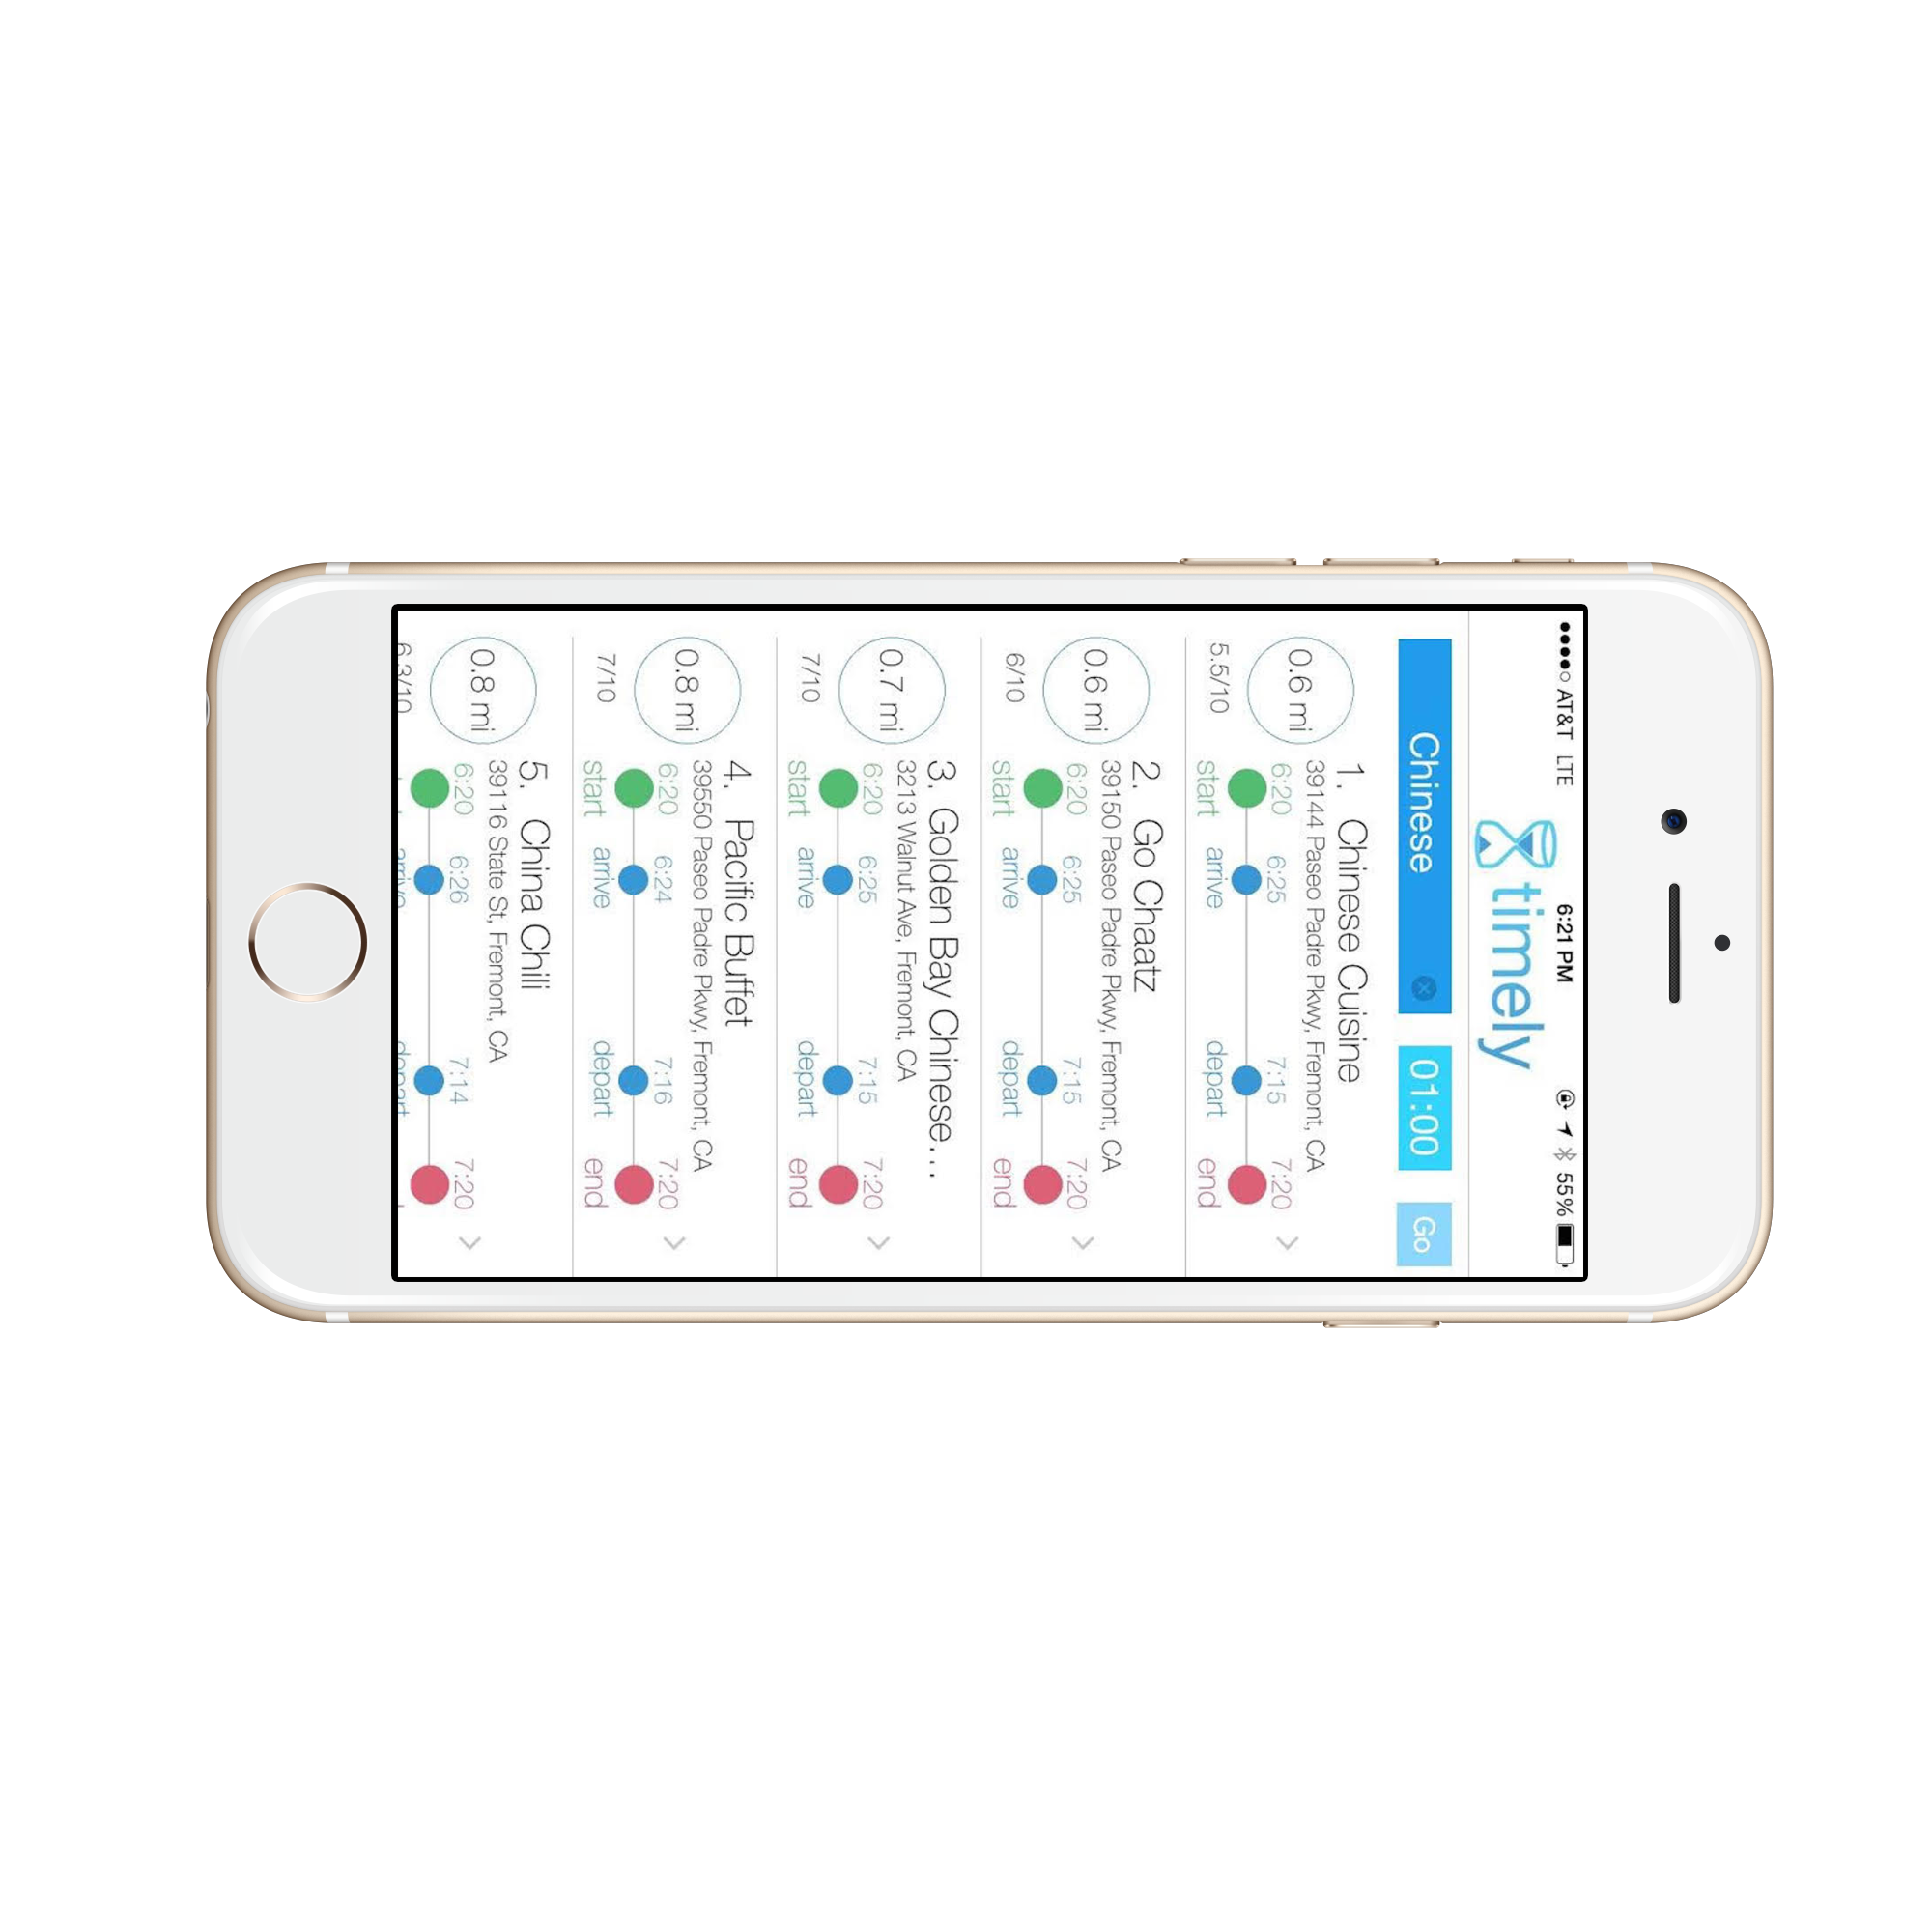 AT&T LTE 6:21 PM 55%
timely
Chinese 01:00 Go
1. Chinese Cuisine
39144 Paseo Padre Pkwy, Fremont, CA
0.6 mi
6:20 6:25 7:15 7:20
start arrive depart end
5.5/10
2. Go Chaatz
39150 Paseo Padre Pkwy, Fremont, CA
0.6 mi
6:20 6:25 7:15 7:20
start arrive depart end
6/10
3. Golden Bay Chinese...
3213 Walnut Ave, Fremont, CA
0.7 mi
6:20 6:25 7:15 7:20
start arrive depart end
7/10
4. Pacific Buffet
39550 Paseo Padre Pkwy, Fremont, CA
0.8 mi
6:20 6:24 7:16 7:20
start arrive depart end
7/10
5. China Chili
39116 State St, Fremont, CA
0.8 mi
6:20 6:26 7:14 7:20
arrive depart
6.3/10